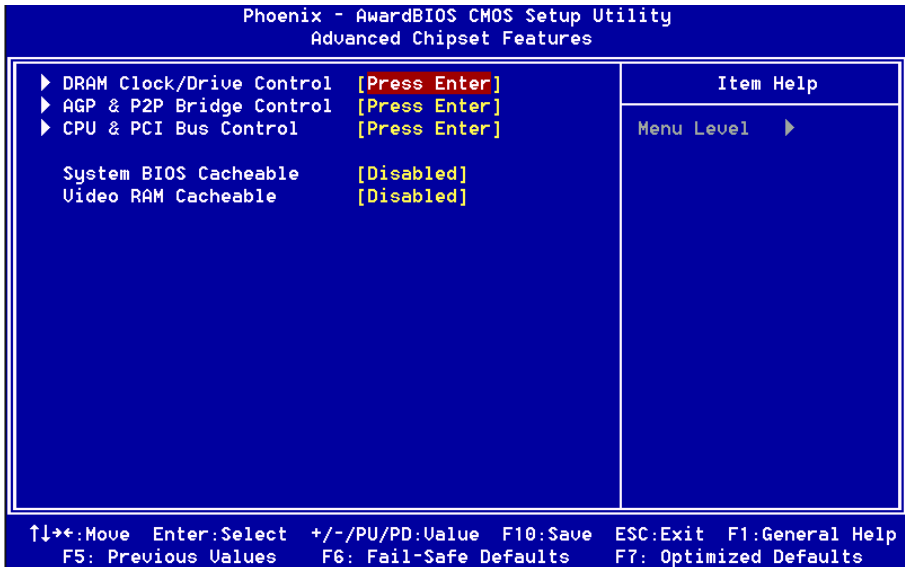 Phoenix - AwardBIOS CMOS Setup Utility
Advanced Chipset Features
DRAM Clock/Drive Control [Press Enter]
AGP & P2P Bridge Control [Press Enter]
CPU & PCI Bus Control [Press Enter]
System BIOS Cacheable [Disabled]
Video RAM Cacheable [Disabled]
Item Help
Menu Level
↑↓→←:Move Enter:Select +/-/PU/PD:Value F10:Save ESC:Exit F1:General Help
F5: Previous Values F6: Fail-Safe Defaults F7: Optimized Defaults